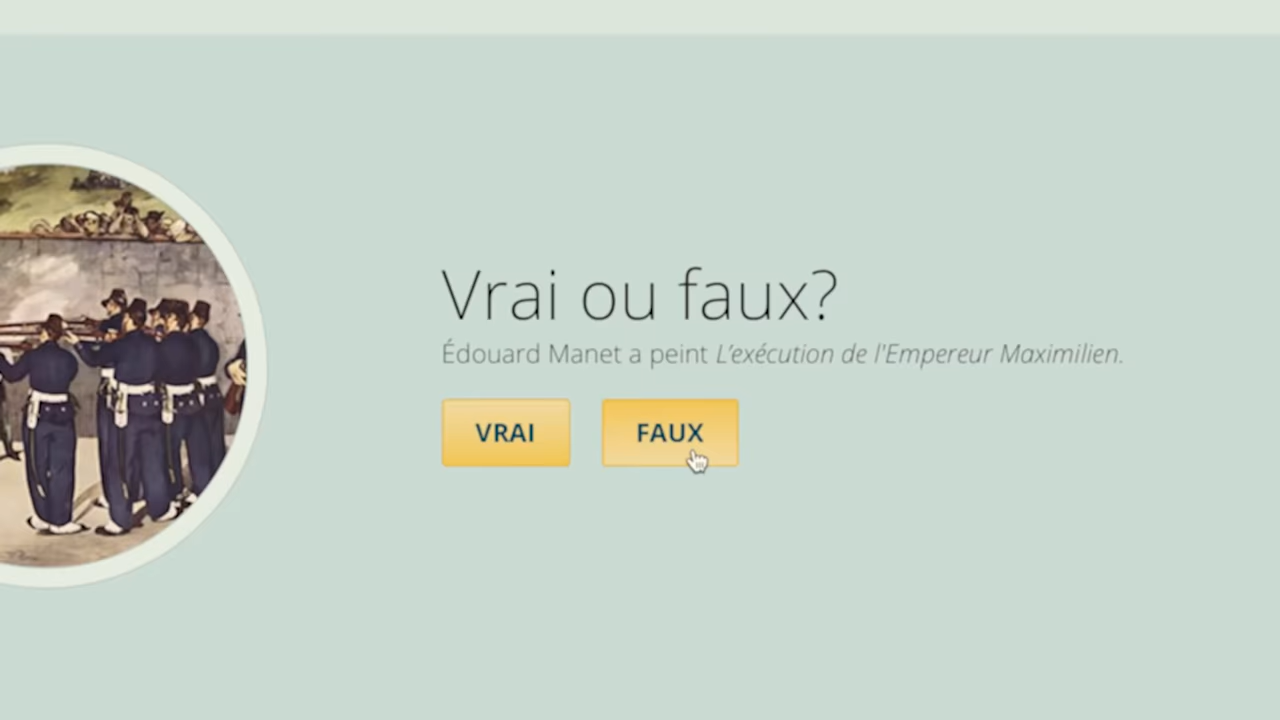 Vrai ou faux?
Édouard Manet a peint L’exécution de l'Empereur Maximilien.
VRAI
FAUX